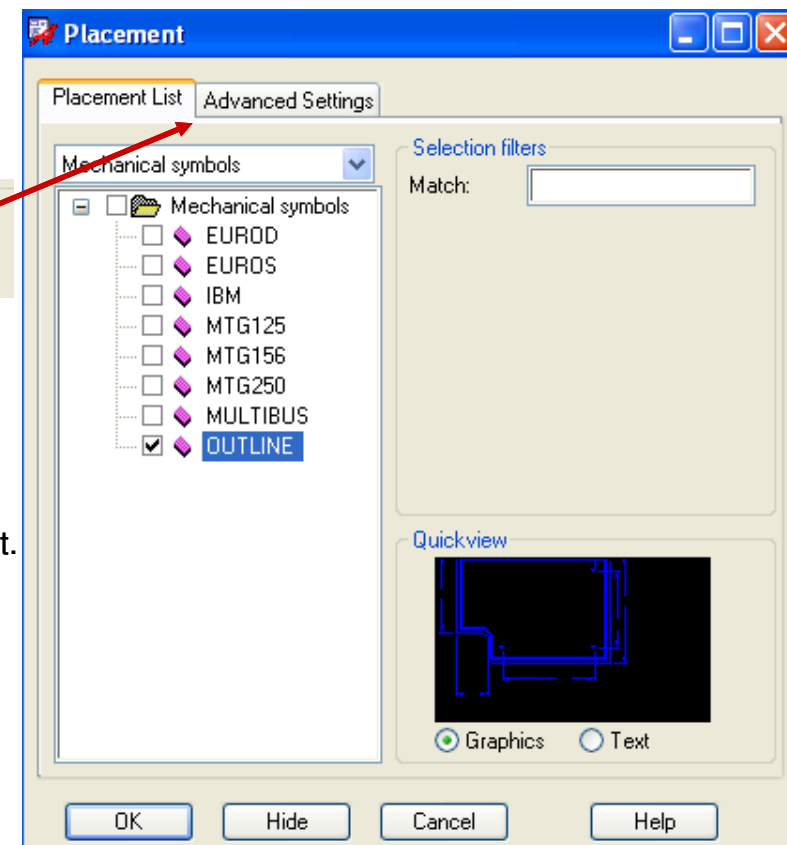 Placement
Placement List Advanced Settings
Mechanical symbols
Mechanical symbols
EUROD
EUROS
IBM
MTG125
MTG156
MTG250
MULTIBUS
OUTLINE
Selection filters
Match:
t.
Quickview
Graphics Text
OK Hide Cancel Help